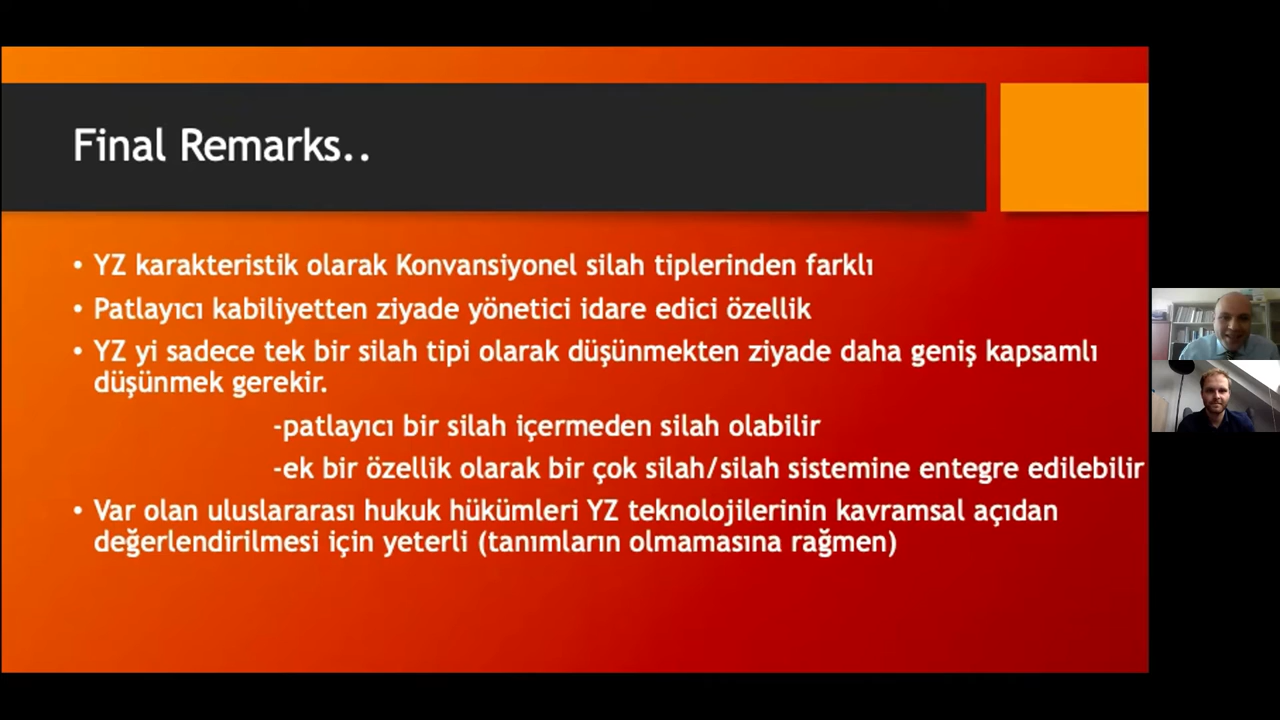 Final Remarks..
• YZ karakteristik olarak Konvansiyonel silah tiplerinden farklı
• Patlayıcı kabiliyetten ziyade yönetici idare edici özellik
• YZ yi sadece tek bir silah tipi olarak düşünmekten ziyade daha geniş kapsamlı
düşünmek gerekir.
-patlayıcı bir silah içermeden silah olabilir
-ek bir özellik olarak bir çok silah/silah sistemine entegre edilebilir
• Var olan uluslararası hukuk hükümleri YZ teknolojilerinin kavramsal açıdan
değerlendirilmesi için yeterli (tanımların olmamasına rağmen)